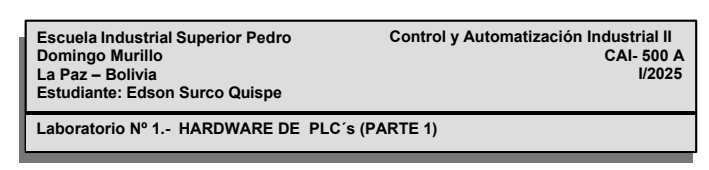 Escuela Industrial Superior Pedro Control y Automatización Industrial II
Domingo Murillo CAI- 500 A
La Paz – Bolivia I/2025
Estudiante: Edson Surco Quispe
Laboratorio Nº 1.- HARDWARE DE PLC´s (PARTE 1)